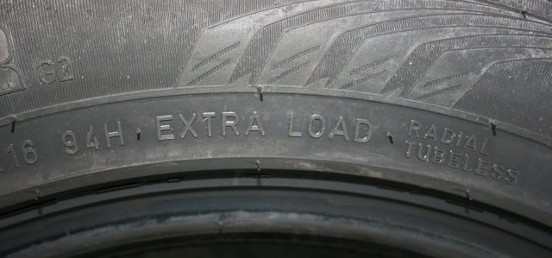 G2
16 94H EXTRA LOAD RADIAL
TUBELESS